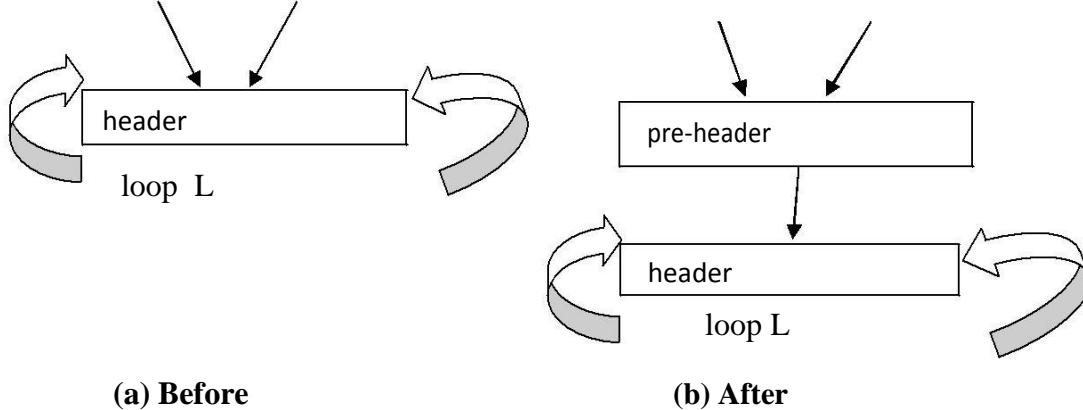 header
loop L
(a) Before
pre-header
header
loop L
(b) After